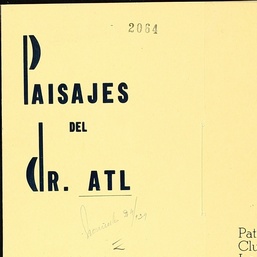 2064
PAISAJES
DEL
DR. ATL
Pat
Clu